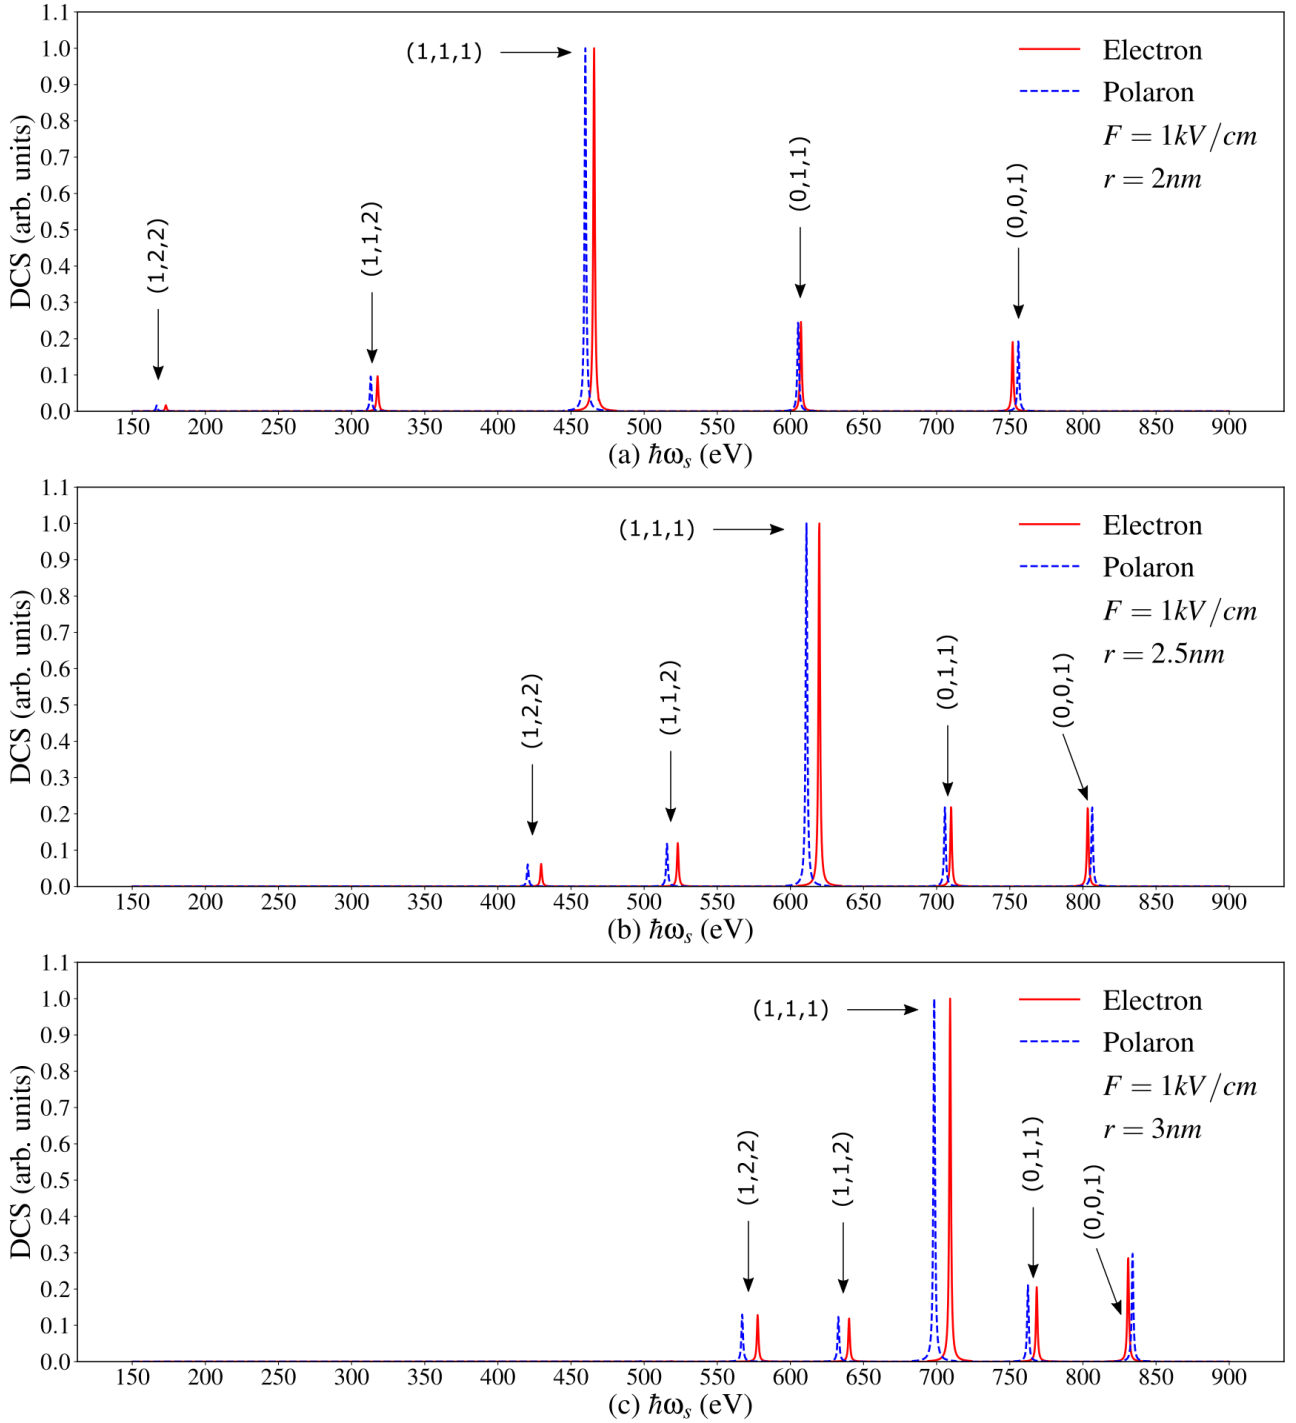 1.1
1.0
0.9
0.8
0.7
0.6
0.5
0.4
0.3
0.2
0.1
0.0
DCS (arb. units)
(1,2,2)
(1,1,2)
(1,1,1)
(0,1,1)
(0,0,1)
Electron
Polaron
F = 1kV/cm
r = 2nm
150 200 250 300 350 400 450 500 550 600 650 700 750 800 850 900
(a) ħωₛ (eV)
1.1
1.0
0.9
0.8
0.7
0.6
0.5
0.4
0.3
0.2
0.1
0.0
DCS (arb. units)
(1,2,2)
(1,1,2)
(1,1,1)
(0,1,1)
(0,0,1)
Electron
Polaron
F = 1kV/cm
r = 2.5nm
150 200 250 300 350 400 450 500 550 600 650 700 750 800 850 900
(b) ħωₛ (eV)
1.1
1.0
0.9
0.8
0.7
0.6
0.5
0.4
0.3
0.2
0.1
0.0
DCS (arb. units)
(1,2,2)
(1,1,2)
(1,1,1)
(0,1,1)
(0,0,1)
Electron
Polaron
F = 1kV/cm
r = 3nm
150 200 250 300 350 400 450 500 550 600 650 700 750 800 850 900
(c) ħωₛ (eV)